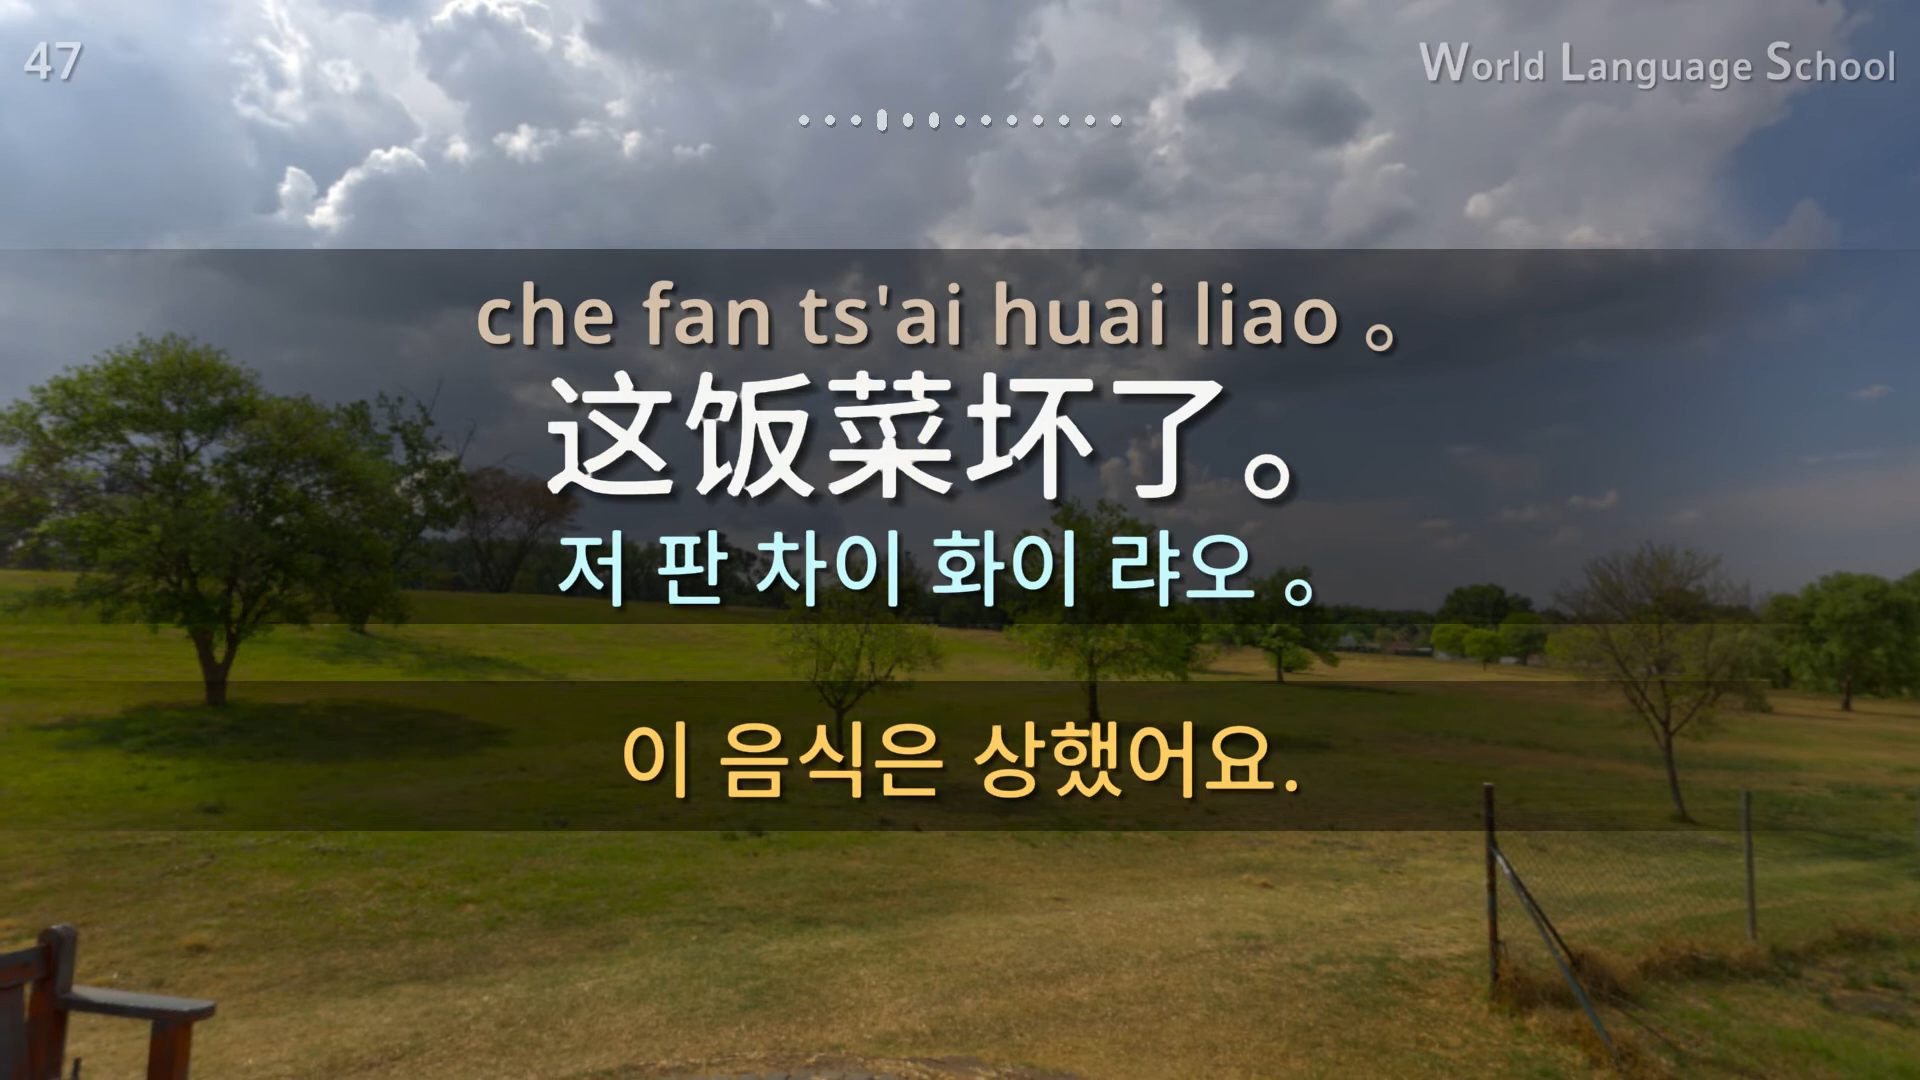 47
World Language School
che fan ts'ai huai liao 。
这饭菜坏了。
저 판 차이 화이 랴오 。
이 음식은 상했어요.